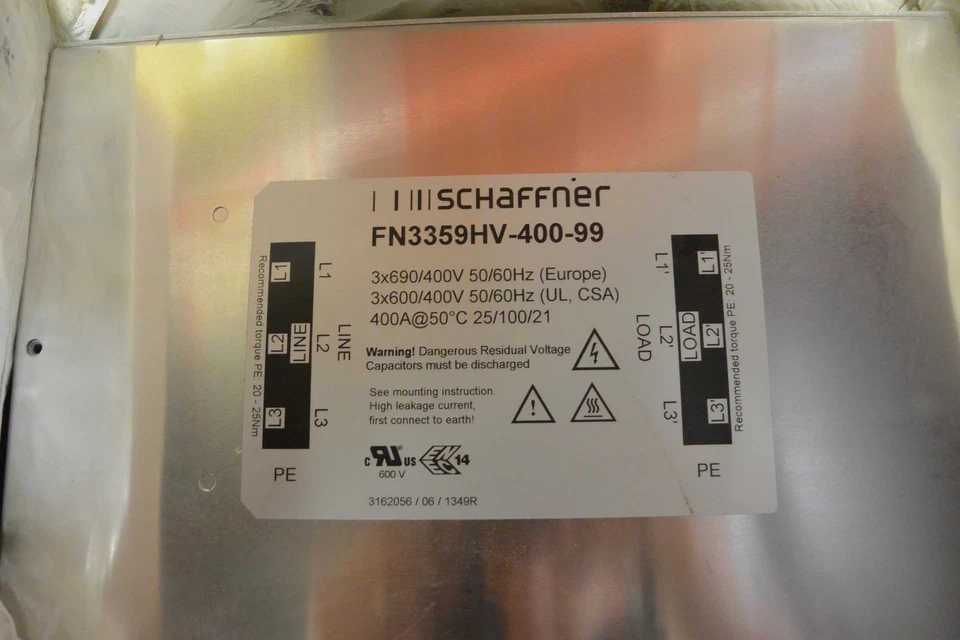 SCHAFFNER
FN3359HV-400-99
3x690/400V 50/60Hz (Europe)
3x600/400V 50/60Hz (UL, CSA)
400A@50°C 25/100/21
Warning! Dangerous Residual Voltage
Capacitors must be discharged
See mounting instruction.
High leakage current,
first connect to earth!
c RU US
600 V
EN EC 14
3162056 / 06 / 1349R
Recommended torque PE: 20 - 25Nm
L1 L2 L3
LINE
L1 L2 L3
LINE
PE
L1' L2' L3'
LOAD
L1' L2' L3'
LOAD
Recommended torque PE: 20 - 25Nm
PE